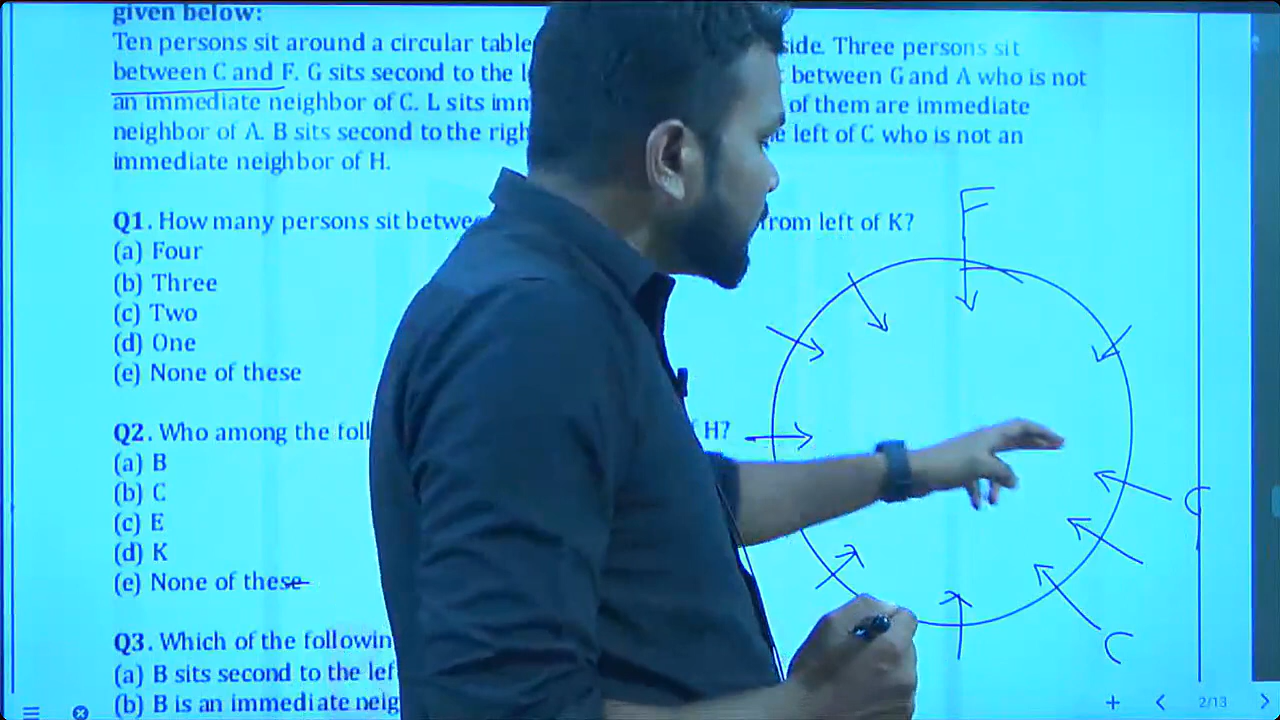 given below:
Ten persons sit around a circular table side. Three persons sit
between C and F. G sits second to the l between G and A who is not
an immediate neighbor of C. L sits imm of them are immediate
neighbor of A. B sits second to the righ left of C who is not an
immediate neighbor of H.
Q1. How many persons sit betwee from left of K?
(a) Four
(b) Three
(c) Two
(d) One
(e) None of these
Q2. Who among the foll H?
(a) B
(b) C
(c) E
(d) K
(e) None of these
Q3. Which of the followin
(a) B sits second to the lef
(b) B is an immediate neig
F
C
C
2/13